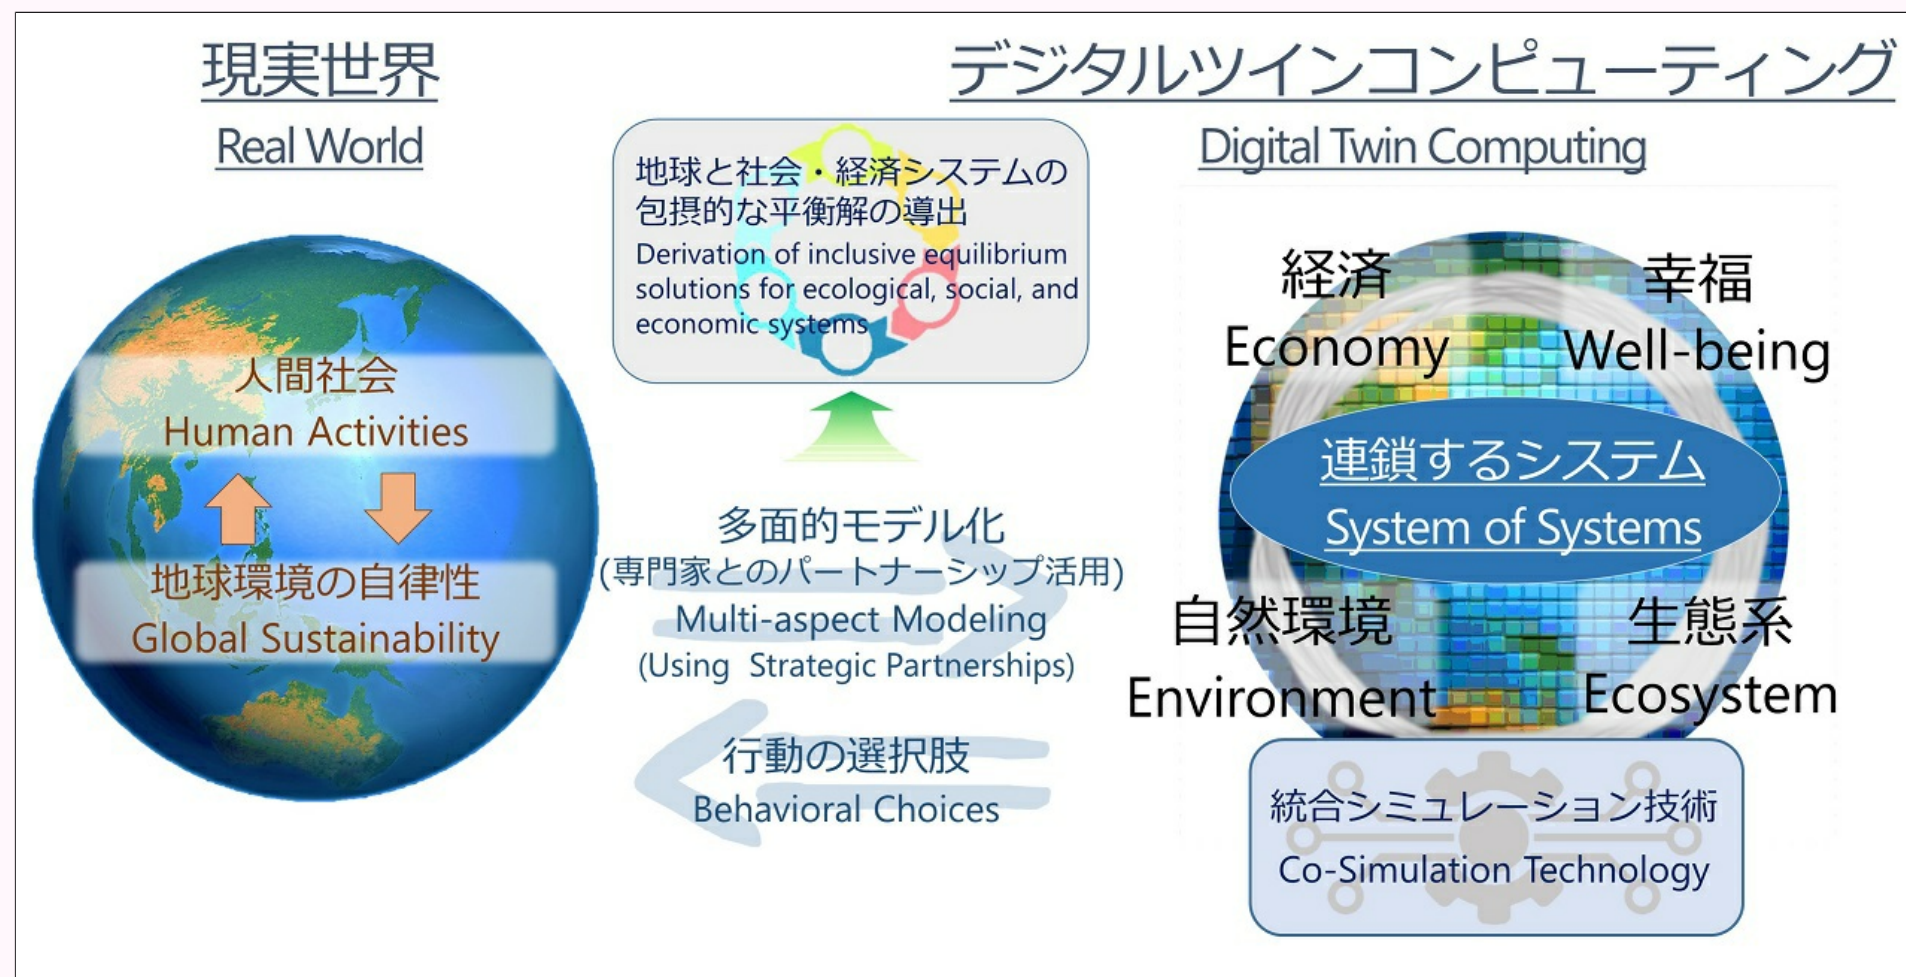 現実世界
Real World
人間社会
Human Activities
地球環境の自律性
Global Sustainability
地球と社会・経済システムの
包摂的な平衡解の導出
Derivation of inclusive equilibrium
solutions for ecological, social, and
economic systems
多面的モデル化
(専門家とのパートナーシップ活用)
Multi-aspect Modeling
(Using Strategic Partnerships)
行動の選択肢
Behavioral Choices
デジタルツインコンピューティング
Digital Twin Computing
経済
Economy
幸福
Well-being
連鎖するシステム
System of Systems
自然環境
Environment
生態系
Ecosystem
統合シミュレーション技術
Co-Simulation Technology